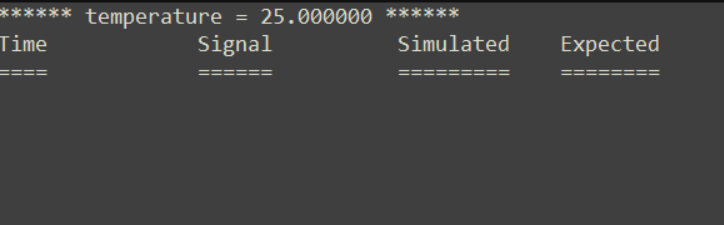 ****** temperature = 25.000000 ******
Time Signal Simulated Expected
==== ====== ========= ========